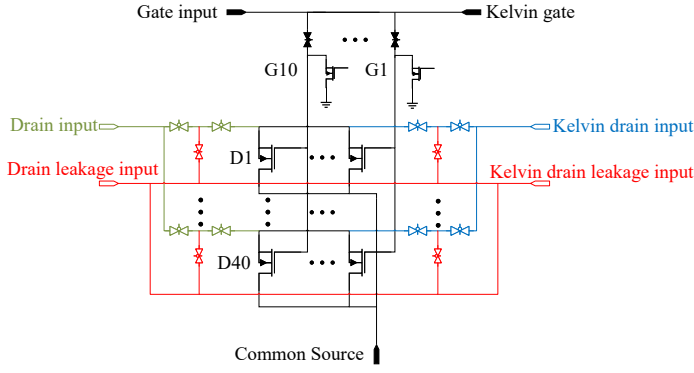 Gate input
Kelvin gate
G10
G1
Drain input
Kelvin drain input
D1
Drain leakage input
Kelvin drain leakage input
D40
Common Source